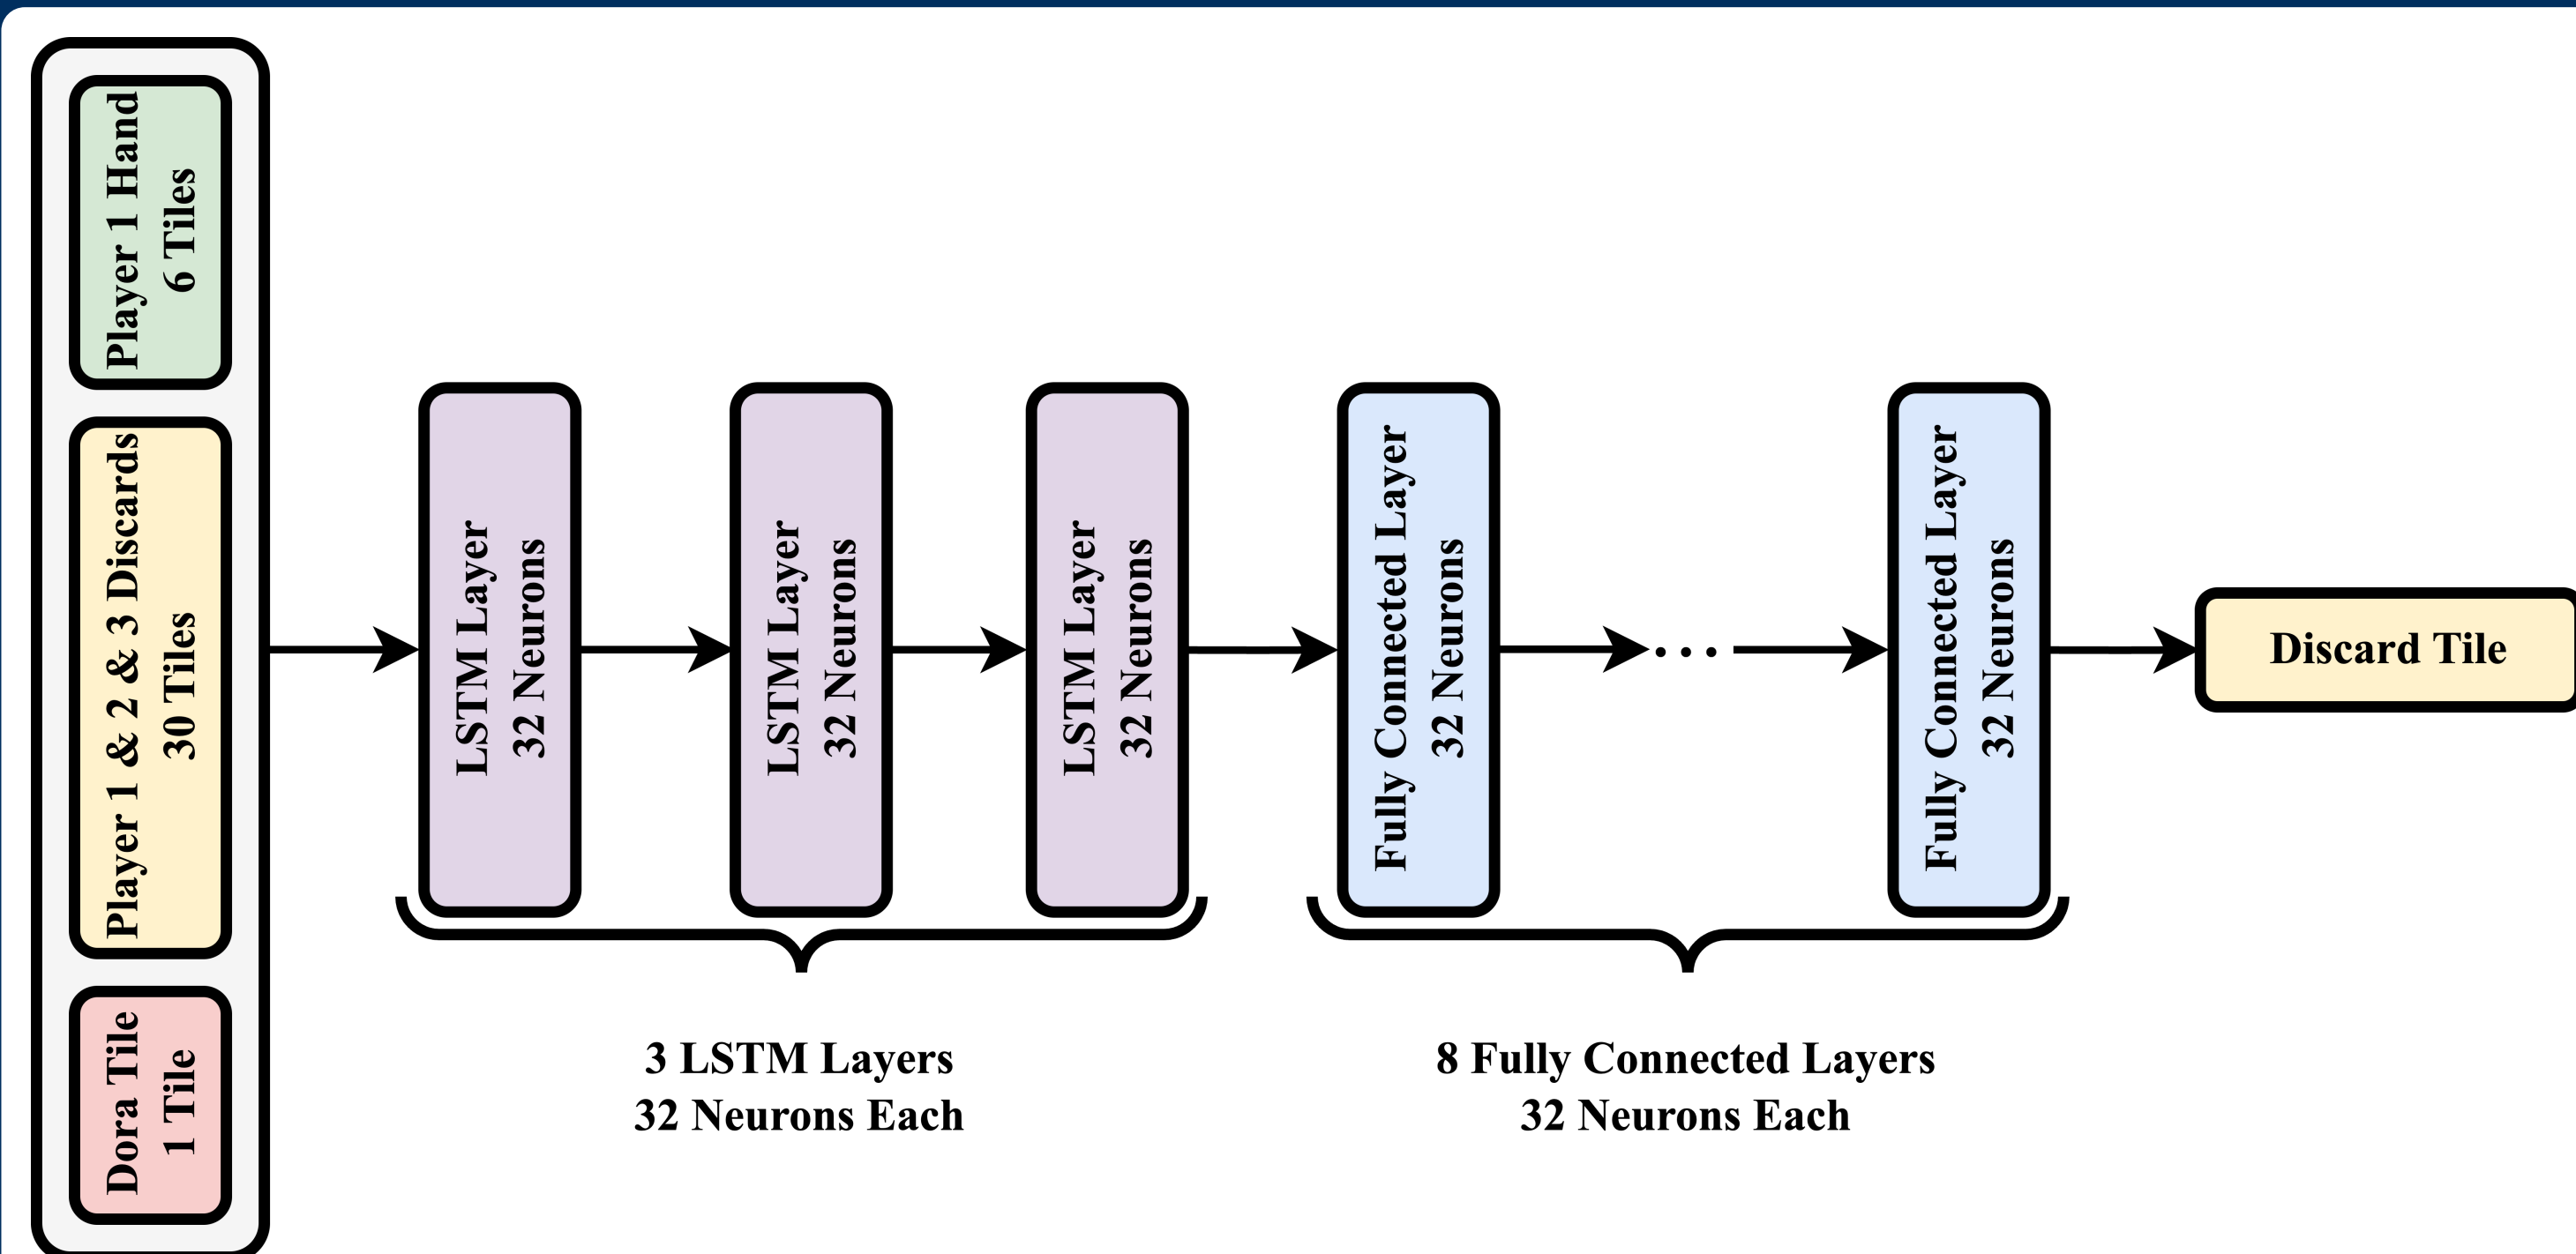 Player 1 Hand
6 Tiles
Player 1 & 2 & 3 Discards
30 Tiles
Dora Tile
1 Tile
LSTM Layer
32 Neurons
LSTM Layer
32 Neurons
LSTM Layer
32 Neurons
Fully Connected Layer
32 Neurons
...
Fully Connected Layer
32 Neurons
Discard Tile
3 LSTM Layers
32 Neurons Each
8 Fully Connected Layers
32 Neurons Each